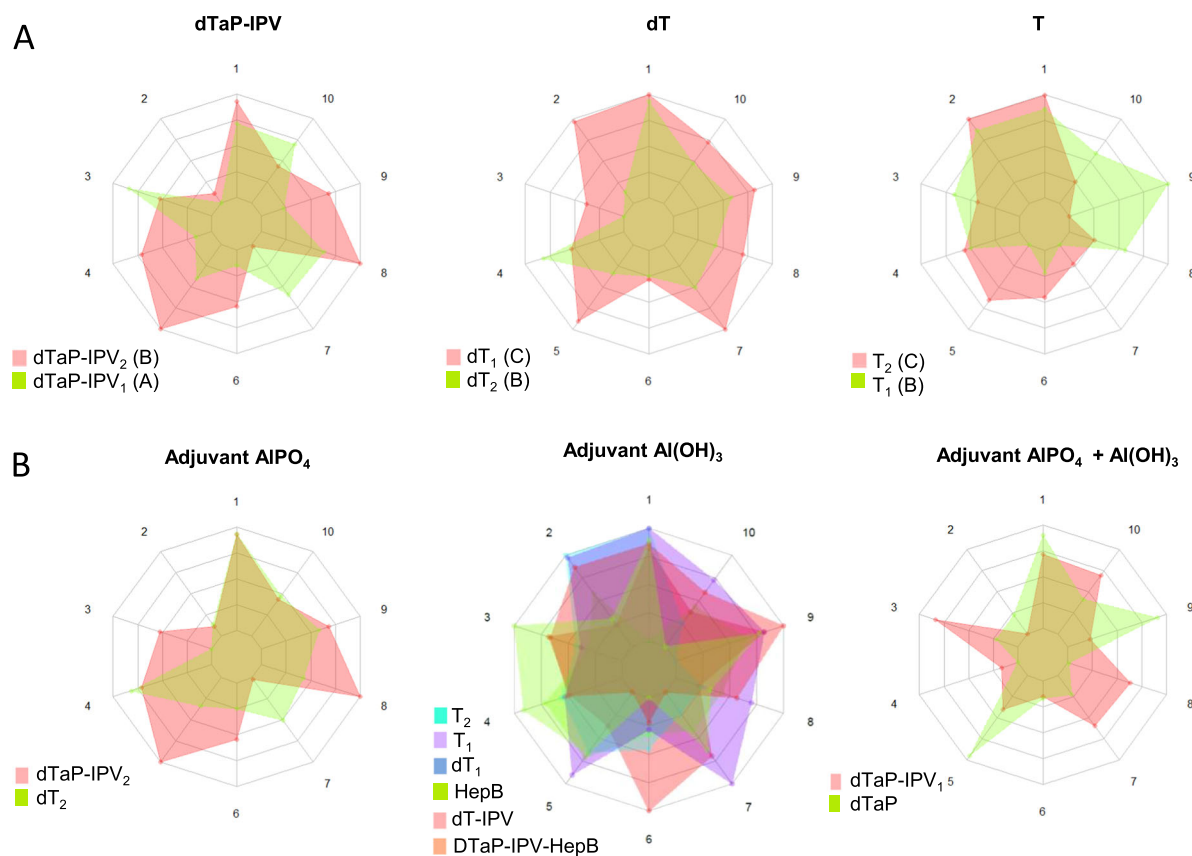 A
dTaP-IPV
dT
T
1
2
3
4
5
6
7
8
9
10
dTaP-IPV₂ (B)
dTaP-IPV₁ (A)
1
2
3
4
5
6
7
8
9
10
dT₁ (C)
dT₂ (B)
1
2
3
4
5
6
7
8
9
10
T₂ (C)
T₁ (B)
B
Adjuvant AlPO₄
Adjuvant Al(OH)₃
Adjuvant AlPO₄ + Al(OH)₃
1
2
3
4
5
6
7
8
9
10
dTaP-IPV₂
dT₂
1
2
3
4
5
6
7
8
9
10
T₂
T₁
dT₁
HepB
dT-IPV
DTaP-IPV-HepB
1
2
3
4
5
6
7
8
9
10
dTaP-IPV₁
dTaP